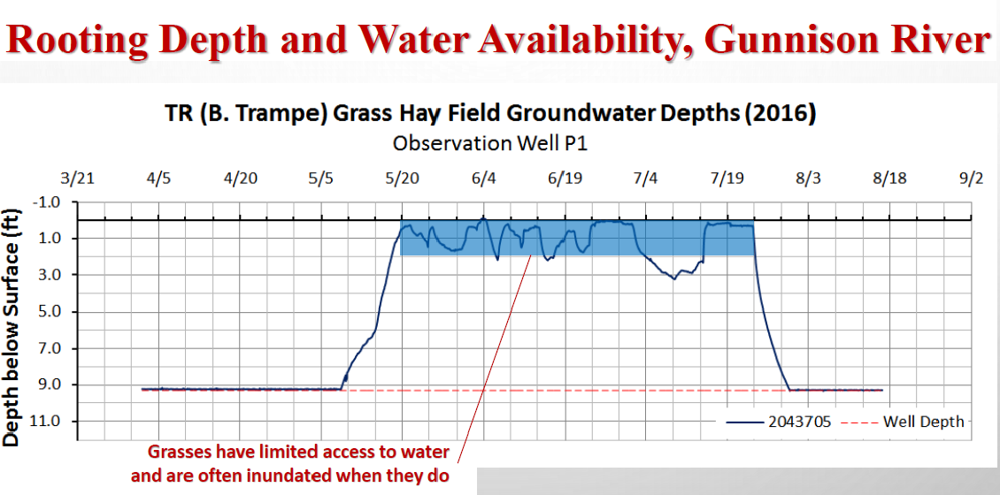 Rooting Depth and Water Availability, Gunnison River
TR (B. Trampe) Grass Hay Field Groundwater Depths (2016)
Observation Well P1
3/21 4/5 4/20 5/5 5/20 6/4 6/19 7/4 7/19 8/3 8/18 9/2
Depth below Surface (ft)
-1.0
1.0
3.0
5.0
7.0
9.0
11.0
2043705 Well Depth
Grasses have limited access to water
and are often inundated when they do